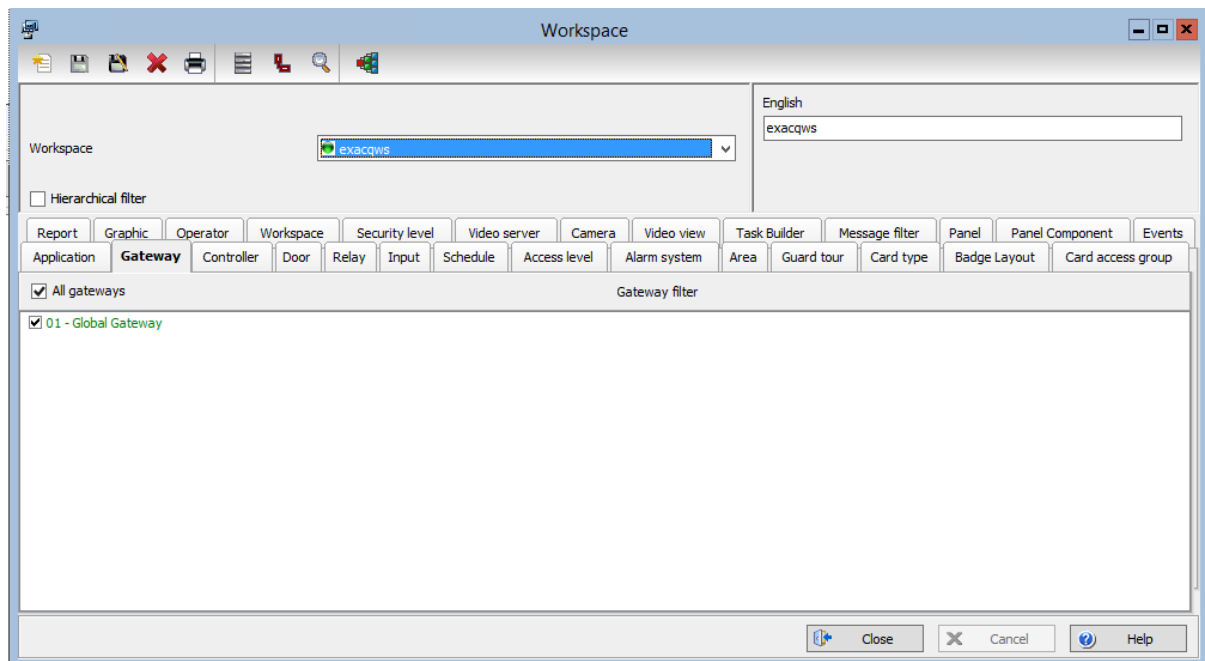 Workspace
English
exacqws
Workspace
exacqws
Hierarchical filter
Report Graphic Operator Workspace Security level Video server Camera Video view Task Builder Message filter Panel Panel Component Events
Application Gateway Controller Door Relay Input Schedule Access level Alarm system Area Guard tour Card type Badge Layout Card access group
All gateways Gateway filter
01 - Global Gateway
Close Cancel Help